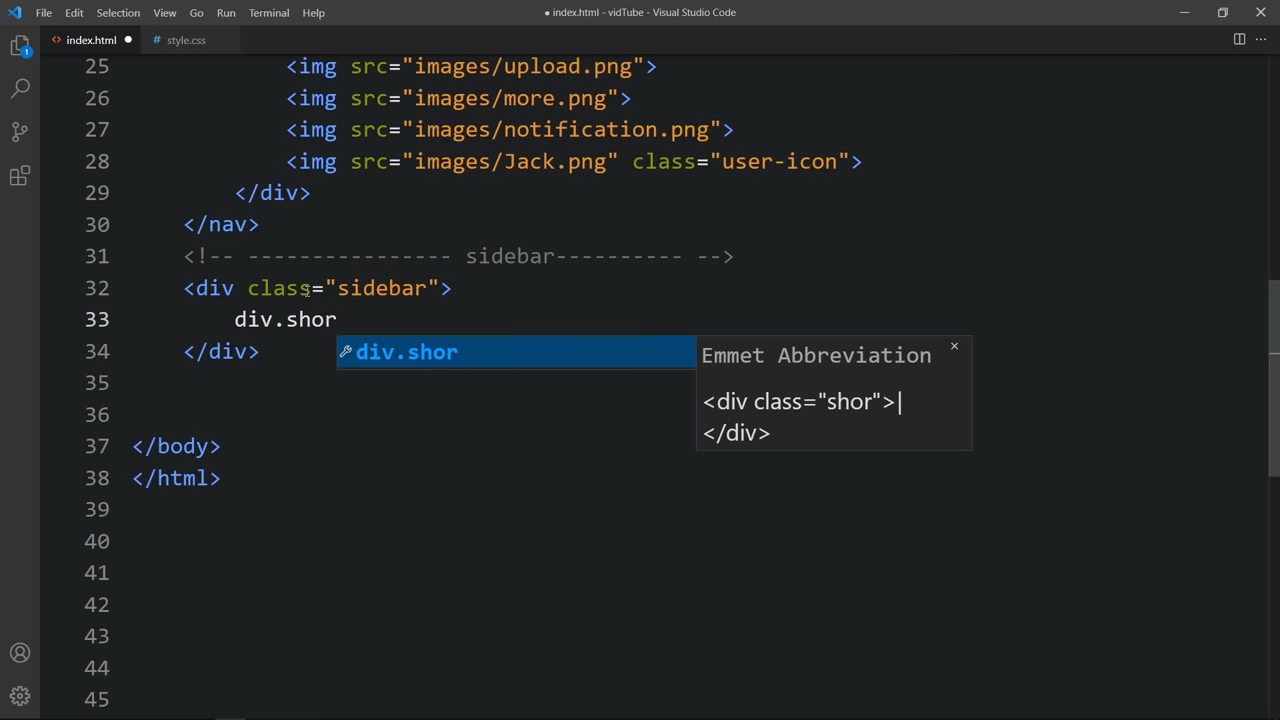 File Edit Selection View Go Run Terminal Help
● index.html - vidTube - Visual Studio Code
index.html
# style.css
1
25 <img src="images/upload.png">
26 <img src="images/more.png">
27 <img src="images/notification.png">
28 <img src="images/Jack.png" class="user-icon">
29 </div>
30 </nav>
31 <!-- ---------------- sidebar---------- -->
32 <div class="sidebar">
33 div.shor
34 </div>
35
36
37 </body>
38 </html>
39
40
41
42
43
44
45
div.shor
Emmet Abbreviation
<div class="shor">|
</div>